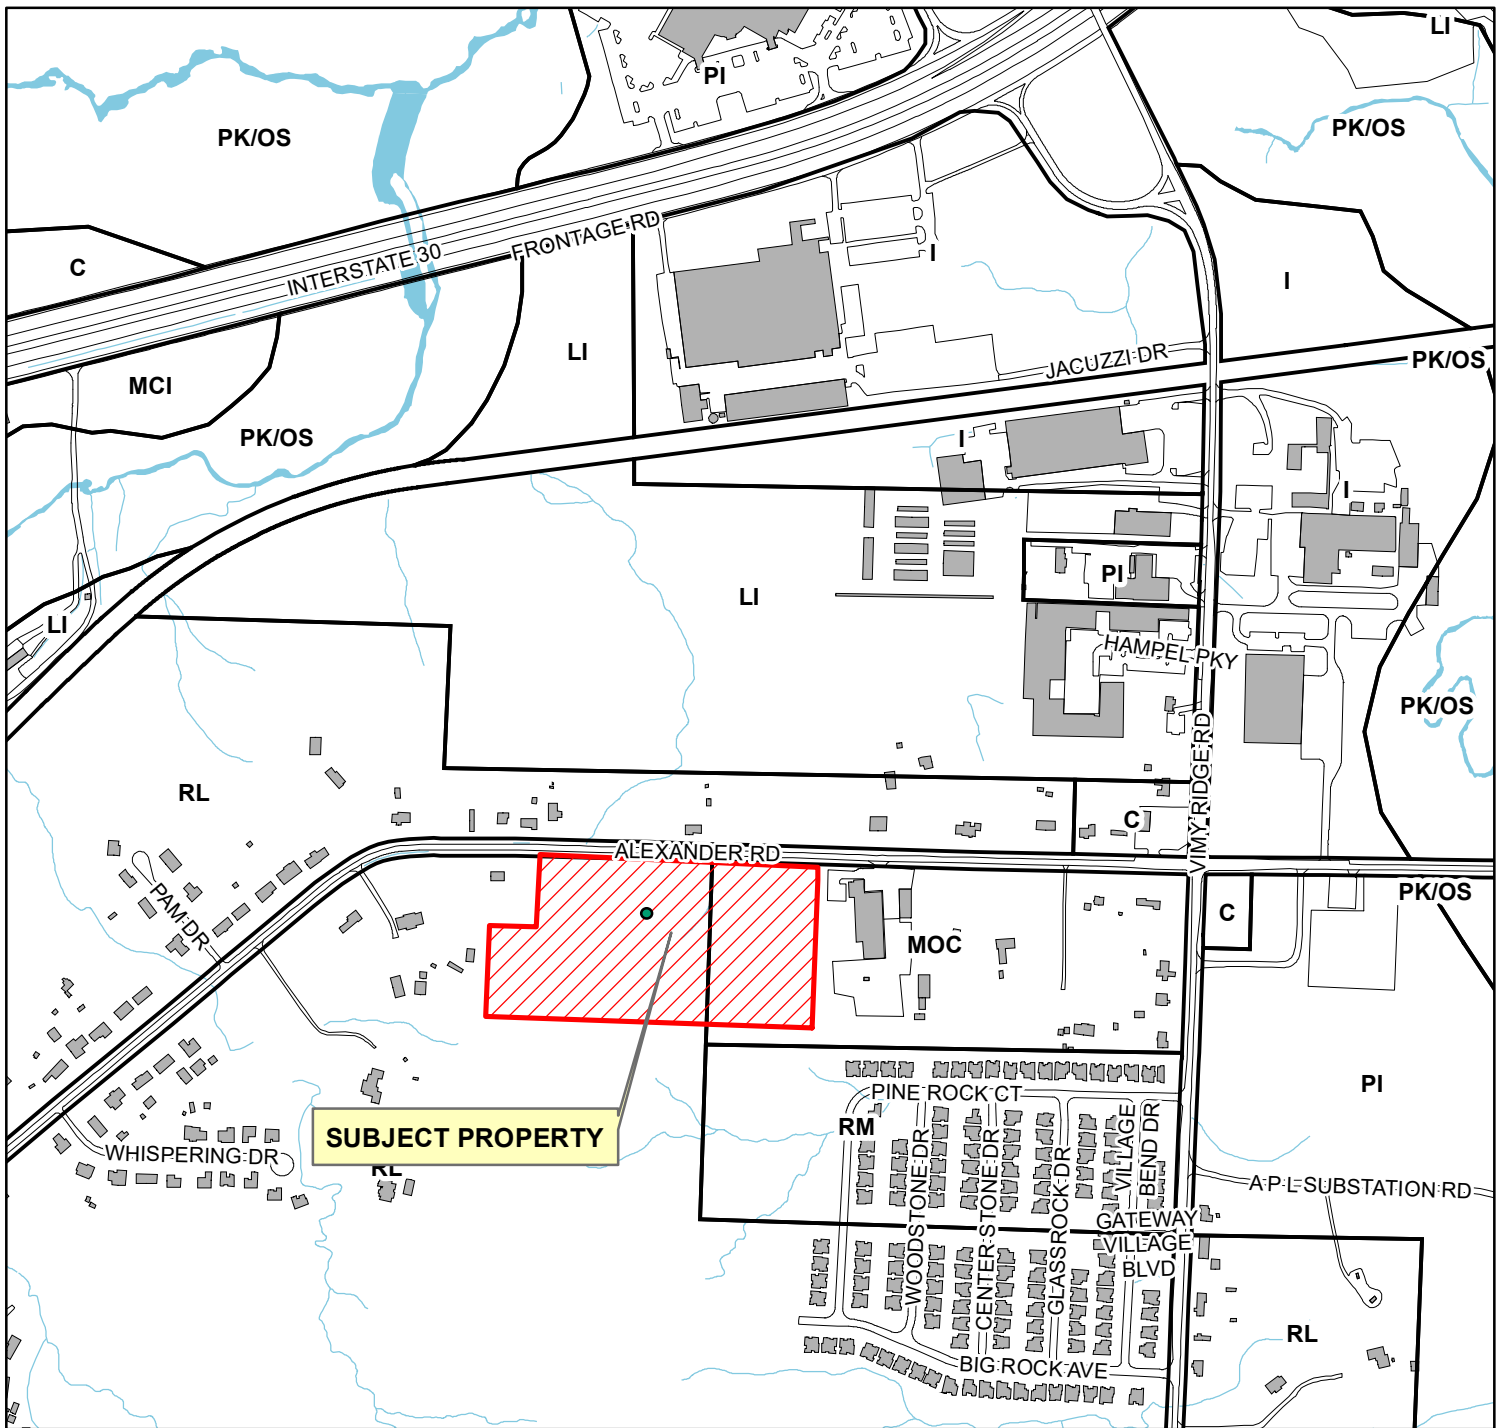 LI
PI
PK/OS
PK/OS
C
INTERSTATE 30
FRONTAGE RD
I
I
LI
MCI
JACUZZI DR
PK/OS
PK/OS
I
I
PI
LI
LI
HAMPEL PKY
PK/OS
VIMY RIDGE RD
RL
C
ALEXANDER RD
PK/OS
PAM DR
C
MOC
PI
PINE ROCK CT
SUBJECT PROPERTY
RM
WHISPERING DR
RL
WOODSTONE DR
CENTER STONE DR
GLASSROCK DR
VILLAGE
BEND DR
A P L SUBSTATION RD
GATEWAY
VILLAGE
BLVD
RL
BIG ROCK AVE